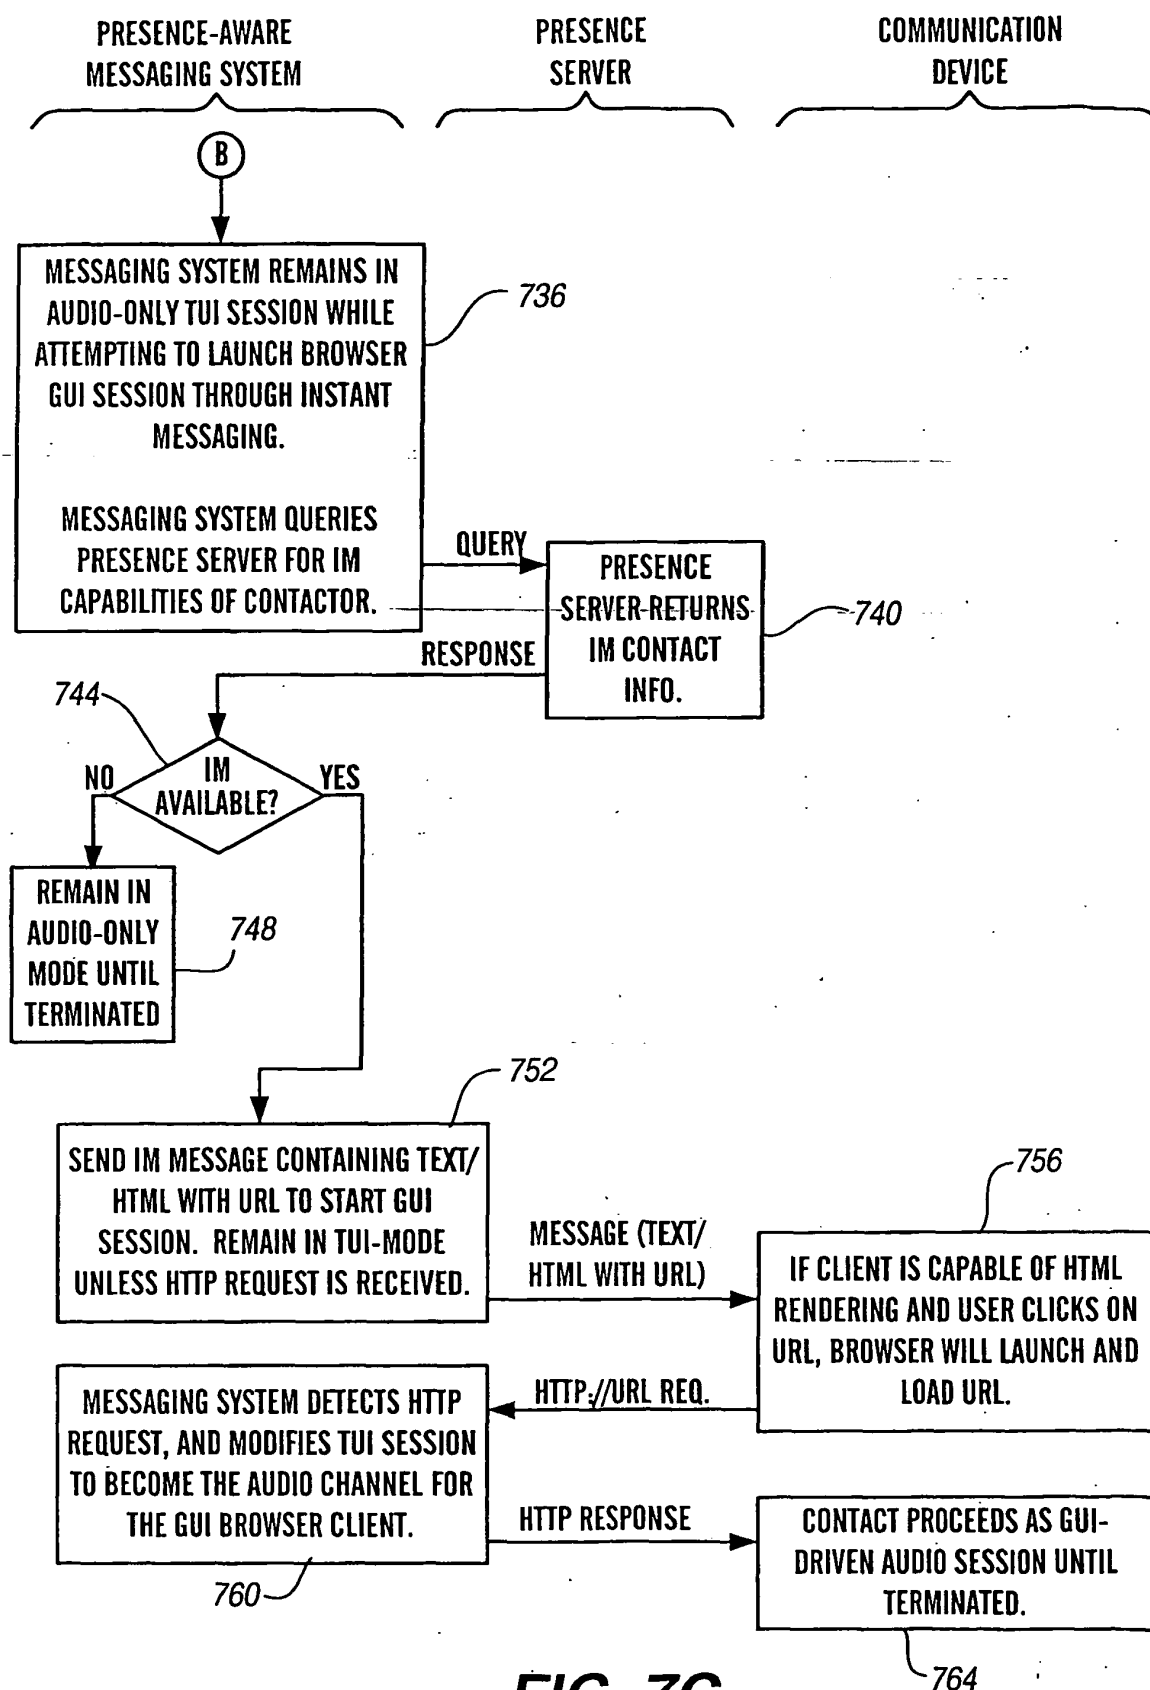 PRESENCE-AWARE
MESSAGING SYSTEM
PRESENCE
SERVER
COMMUNICATION
DEVICE
B
MESSAGING SYSTEM REMAINS IN
AUDIO-ONLY TUI SESSION WHILE
ATTEMPTING TO LAUNCH BROWSER
GUI SESSION THROUGH INSTANT
MESSAGING.
MESSAGING SYSTEM QUERIES
PRESENCE SERVER FOR IM
CAPABILITIES OF CONTACTOR.
736
QUERY
PRESENCE
SERVER RETURNS
IM CONTACT
INFO.
740
RESPONSE
744
IM
AVAILABLE?
NO
YES
REMAIN IN
AUDIO-ONLY
MODE UNTIL
TERMINATED
748
752
SEND IM MESSAGE CONTAINING TEXT/
HTML WITH URL TO START GUI
SESSION. REMAIN IN TUI-MODE
UNLESS HTTP REQUEST IS RECEIVED.
MESSAGE (TEXT/
HTML WITH URL)
756
IF CLIENT IS CAPABLE OF HTML
RENDERING AND USER CLICKS ON
URL, BROWSER WILL LAUNCH AND
LOAD URL.
HTTP://URL REQ.
MESSAGING SYSTEM DETECTS HTTP
REQUEST, AND MODIFIES TUI SESSION
TO BECOME THE AUDIO CHANNEL FOR
THE GUI BROWSER CLIENT.
760
HTTP RESPONSE
CONTACT PROCEEDS AS GUI-
DRIVEN AUDIO SESSION UNTIL
TERMINATED.
764
FIG. 7C